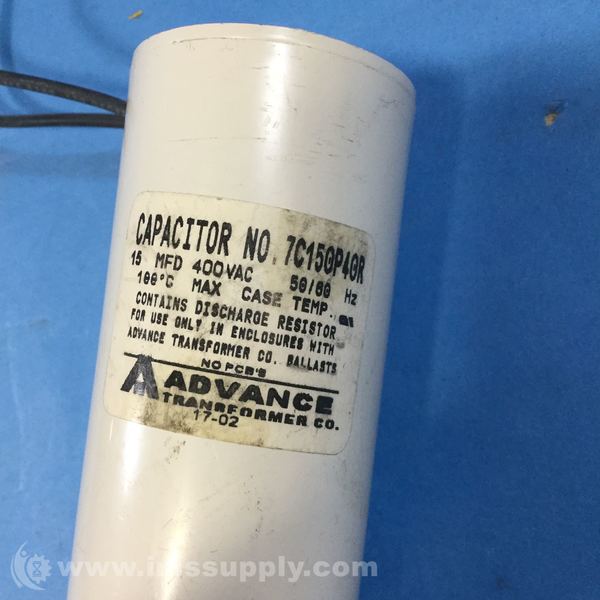 CAPACITOR NO. 7C150P40R
15 MFD 400VAC 50/60 Hz
100°C MAX CASE TEMP.
CONTAINS DISCHARGE RESISTOR
FOR USE ONLY IN ENCLOSURES WITH
ADVANCE TRANSFORMER CO. BALLASTS
NO PCB'S
ADVANCE
TRANSFORMER CO.
17-02
www.imssupply.com/